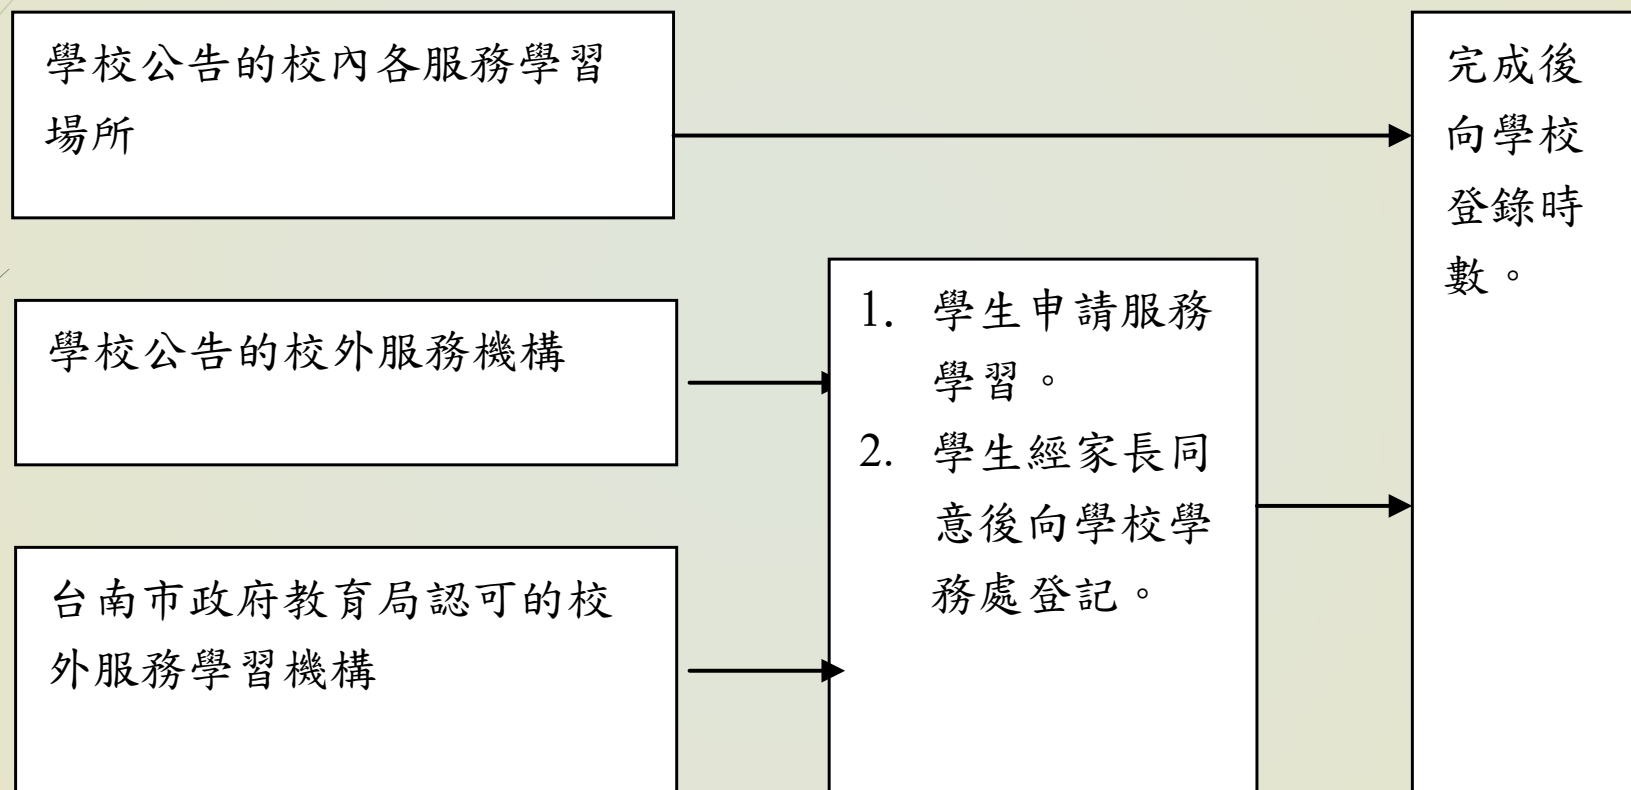 學校公告的校內各服務學習
場所
學校公告的校外服務機構
台南市政府教育局認可的校
外服務學習機構
1. 學生申請服務
學習。
2. 學生經家長同
意後向學校學
務處登記。
完成後
向學校
登錄時
數。